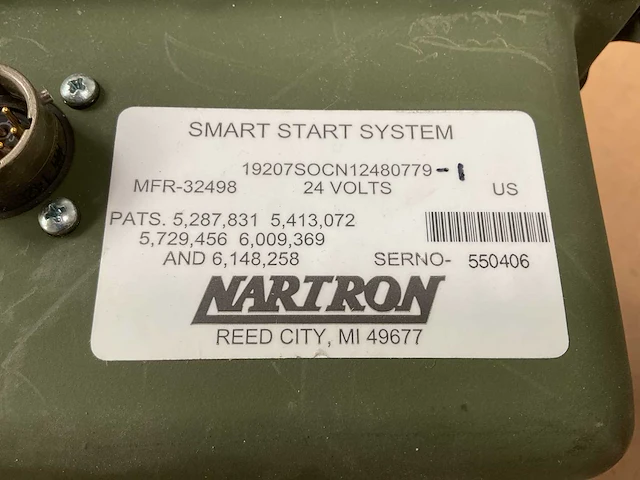 SMART START SYSTEM
19207SOCN12480779-1
MFR-32498 24 VOLTS US
PATS. 5,287,831 5,413,072
5,729,456 6,009,369
AND 6,148,258 SERNO- 550406
NARTRON
REED CITY, MI 49677